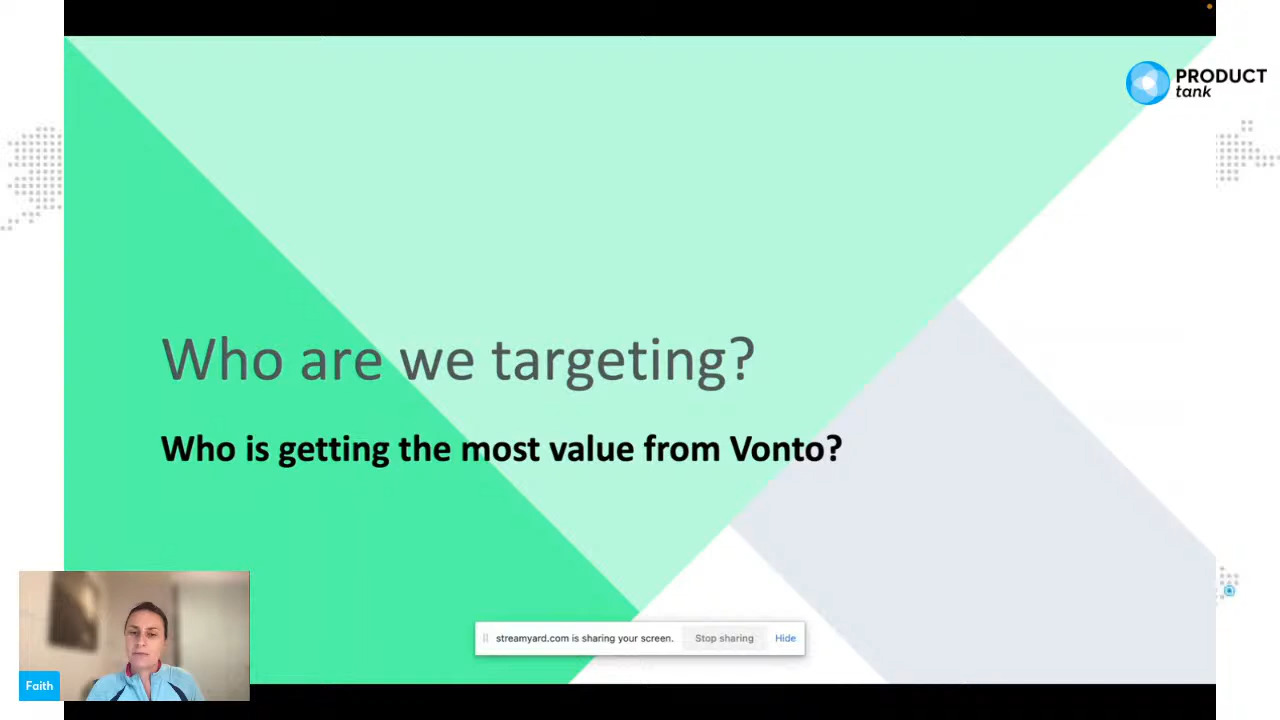 PRODUCT
tank
Who are we targeting?
Who is getting the most value from Vonto?
streamyard.com is sharing your screen.
Stop sharing
Hide
Faith